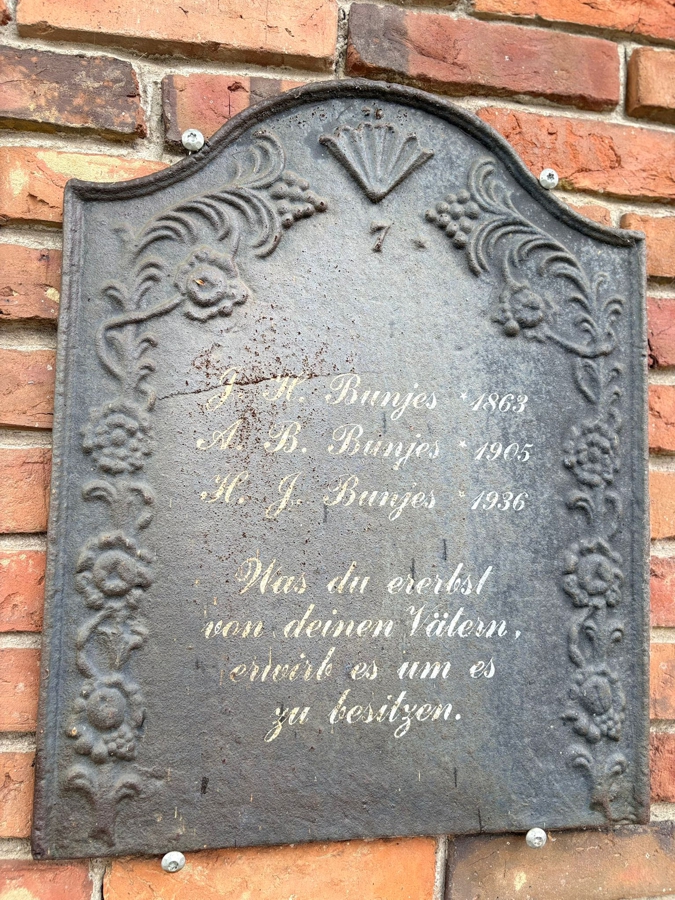 7
J. H. Bunjes *1863
A. B. Bunjes *1905
H. J. Bunjes *1936
Was du ererbst
von deinen Vätern,
erwirb es um es
zu besitzen.